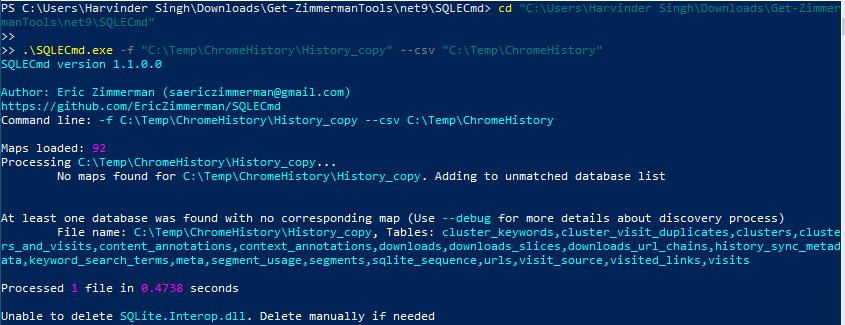 PS C:\Users\Harvinder Singh\Downloads\Get-ZimmermanTools\net9\SQLECmd> cd "C:\Users\Harvinder Singh\Downloads\Get-Zimmer
manTools\net9\SQLECmd"
>>
>> .\SQLECmd.exe -f "C:\Temp\ChromeHistory\History_copy" --csv "C:\Temp\ChromeHistory"
SQLECmd version 1.1.0.0
Author: Eric Zimmerman (saericzimmerman@gmail.com)
https://github.com/EricZimmerman/SQLECmd
Command line: -f C:\Temp\ChromeHistory\History_copy --csv C:\Temp\ChromeHistory
Maps loaded: 92
Processing C:\Temp\ChromeHistory\History_copy...
No maps found for C:\Temp\ChromeHistory\History_copy. Adding to unmatched database list
At least one database was found with no corresponding map (Use --debug for more details about discovery process)
File name: C:\Temp\ChromeHistory\History_copy, Tables: cluster_keywords,cluster_visit_duplicates,clusters,cluste
rs_and_visits,content_annotations,context_annotations,downloads,downloads_slices,downloads_url_chains,history_sync_metad
ata,keyword_search_terms,meta,segment_usage,segments,sqlite_sequence,urls,visit_source,visited_links,visits
Processed 1 file in 0.4738 seconds
Unable to delete SQLite.Interop.dll. Delete manually if needed